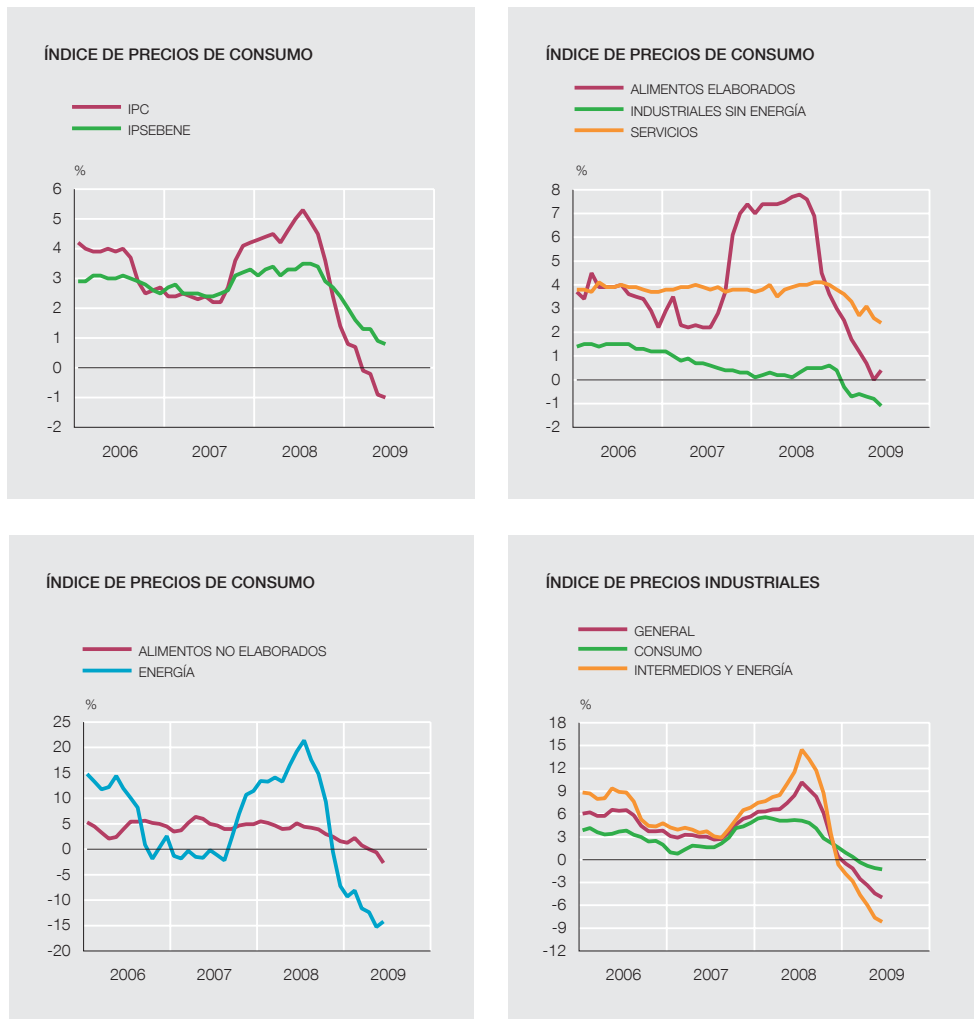 ÍNDICE DE PRECIOS DE CONSUMO
IPC
IPSEBENE
%
6
5
4
3
2
1
0
-1
-2
2006 2007 2008 2009
ÍNDICE DE PRECIOS DE CONSUMO
ALIMENTOS ELABORADOS
INDUSTRIALES SIN ENERGÍA
SERVICIOS
%
8
7
6
5
4
3
2
1
0
-1
-2
2006 2007 2008 2009
ÍNDICE DE PRECIOS DE CONSUMO
ALIMENTOS NO ELABORADOS
ENERGÍA
%
25
20
15
10
5
0
-5
-10
-15
-20
2006 2007 2008 2009
ÍNDICE DE PRECIOS INDUSTRIALES
GENERAL
CONSUMO
INTERMEDIOS Y ENERGÍA
%
18
15
12
9
6
3
0
-3
-6
-9
-12
2006 2007 2008 2009